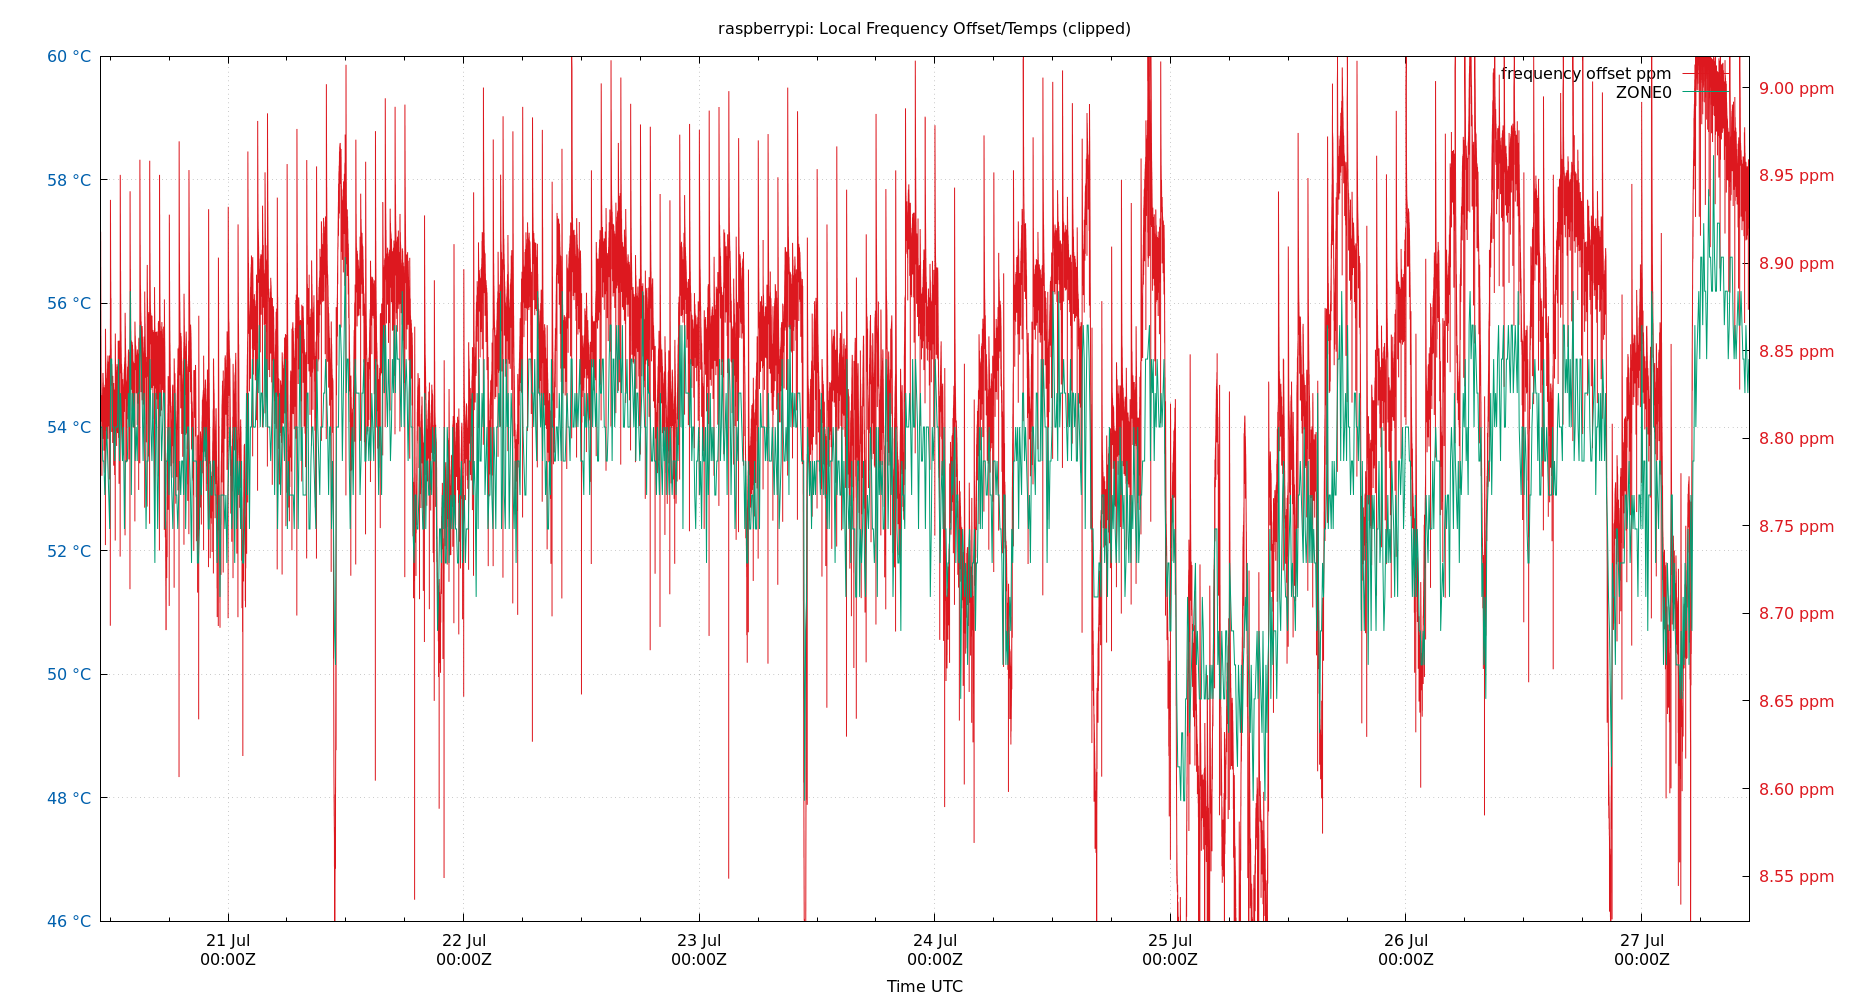 raspberrypi: Local Frequency Offset/Temps (clipped)
60 °C
58 °C
56 °C
54 °C
52 °C
50 °C
48 °C
46 °C
frequency offset ppm
ZONE0
9.00 ppm
8.95 ppm
8.90 ppm
8.85 ppm
8.80 ppm
8.75 ppm
8.70 ppm
8.65 ppm
8.60 ppm
8.55 ppm
21 Jul
00:00Z
22 Jul
00:00Z
23 Jul
00:00Z
24 Jul
00:00Z
25 Jul
00:00Z
26 Jul
00:00Z
27 Jul
00:00Z
Time UTC